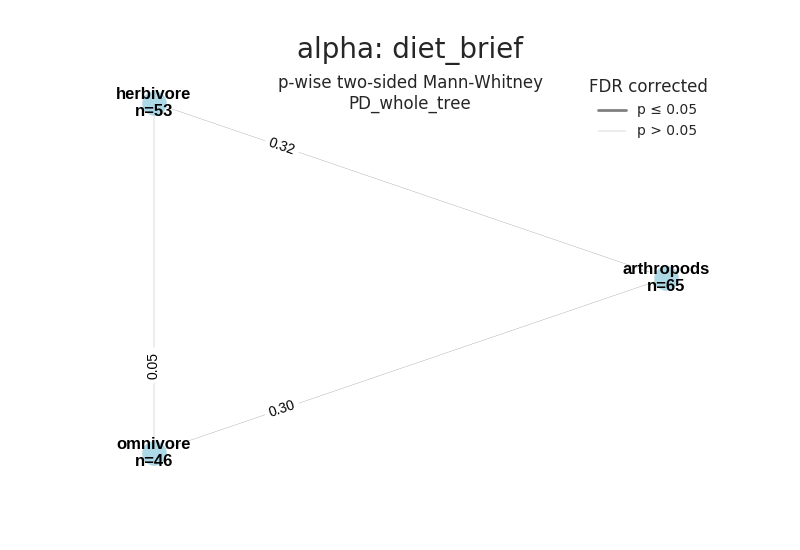 alpha: diet_brief
p-wise two-sided Mann-Whitney
PD_whole_tree
FDR corrected
p ≤ 0.05
p > 0.05
herbivore
n=53
0.32
arthropods
n=65
0.05
0.30
omnivore
n=46